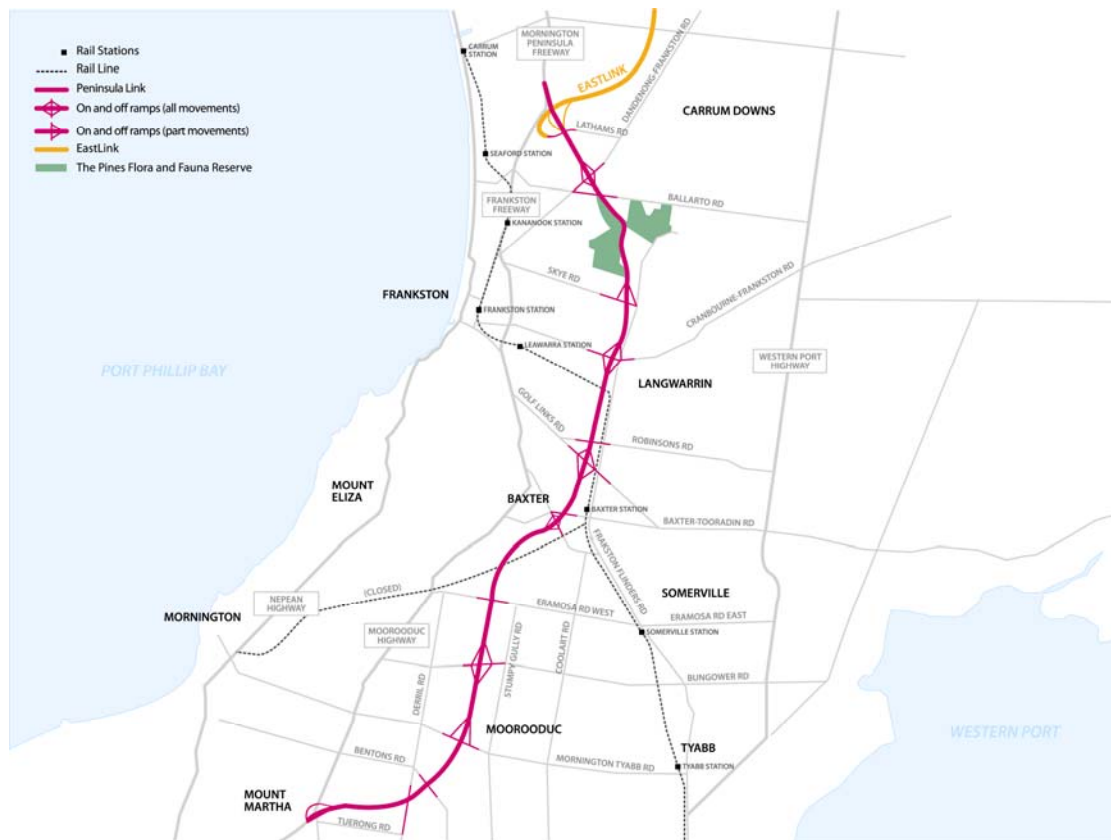 Rail Stations
Rail Line
Peninsula Link
On and off ramps (all movements)
On and off ramps (part movements)
EastLink
The Pines Flora and Fauna Reserve
CARRUM
STATION
MORNINGTON
PENINSULA
FREEWAY
EASTLINK
DANDENONG-FRANKSTON RD
CARRUM DOWNS
LATHAMS RD
SEAFORD STATION
FRANKSTON
FREEWAY
BALLARTO RD
KANANOOK STATION
SKYE RD
CRANBOURNE-FRANKSTON RD
FRANKSTON
FRANKSTON STATION
LEAWARRA STATION
WESTERN PORT
HIGHWAY
PORT PHILLIP BAY
LANGWARRIN
GOLF LINKS RD
ROBINSONS RD
MOUNT
ELIZA
BAXTER
BAXTER STATION
BAXTER-TOORADIN RD
FRAKSTON FLINDERS RD
(CLOSED)
SOMERVILLE
NEPEAN
HIGHWAY
MORNINGTON
ERAMOSA RD WEST
ERAMOSA RD EAST
MOOROODUC
HIGHWAY
SOMERVILLE STATION
STUMPY GULLY RD
COOLART RD
DERRIL RD
BUNGOWER RD
MOOROODUC
WESTERN PORT
BENTONS RD
MORNINGTON TYABB RD
TYABB
TYABB STATION
MOUNT
MARTHA
TUERONG RD